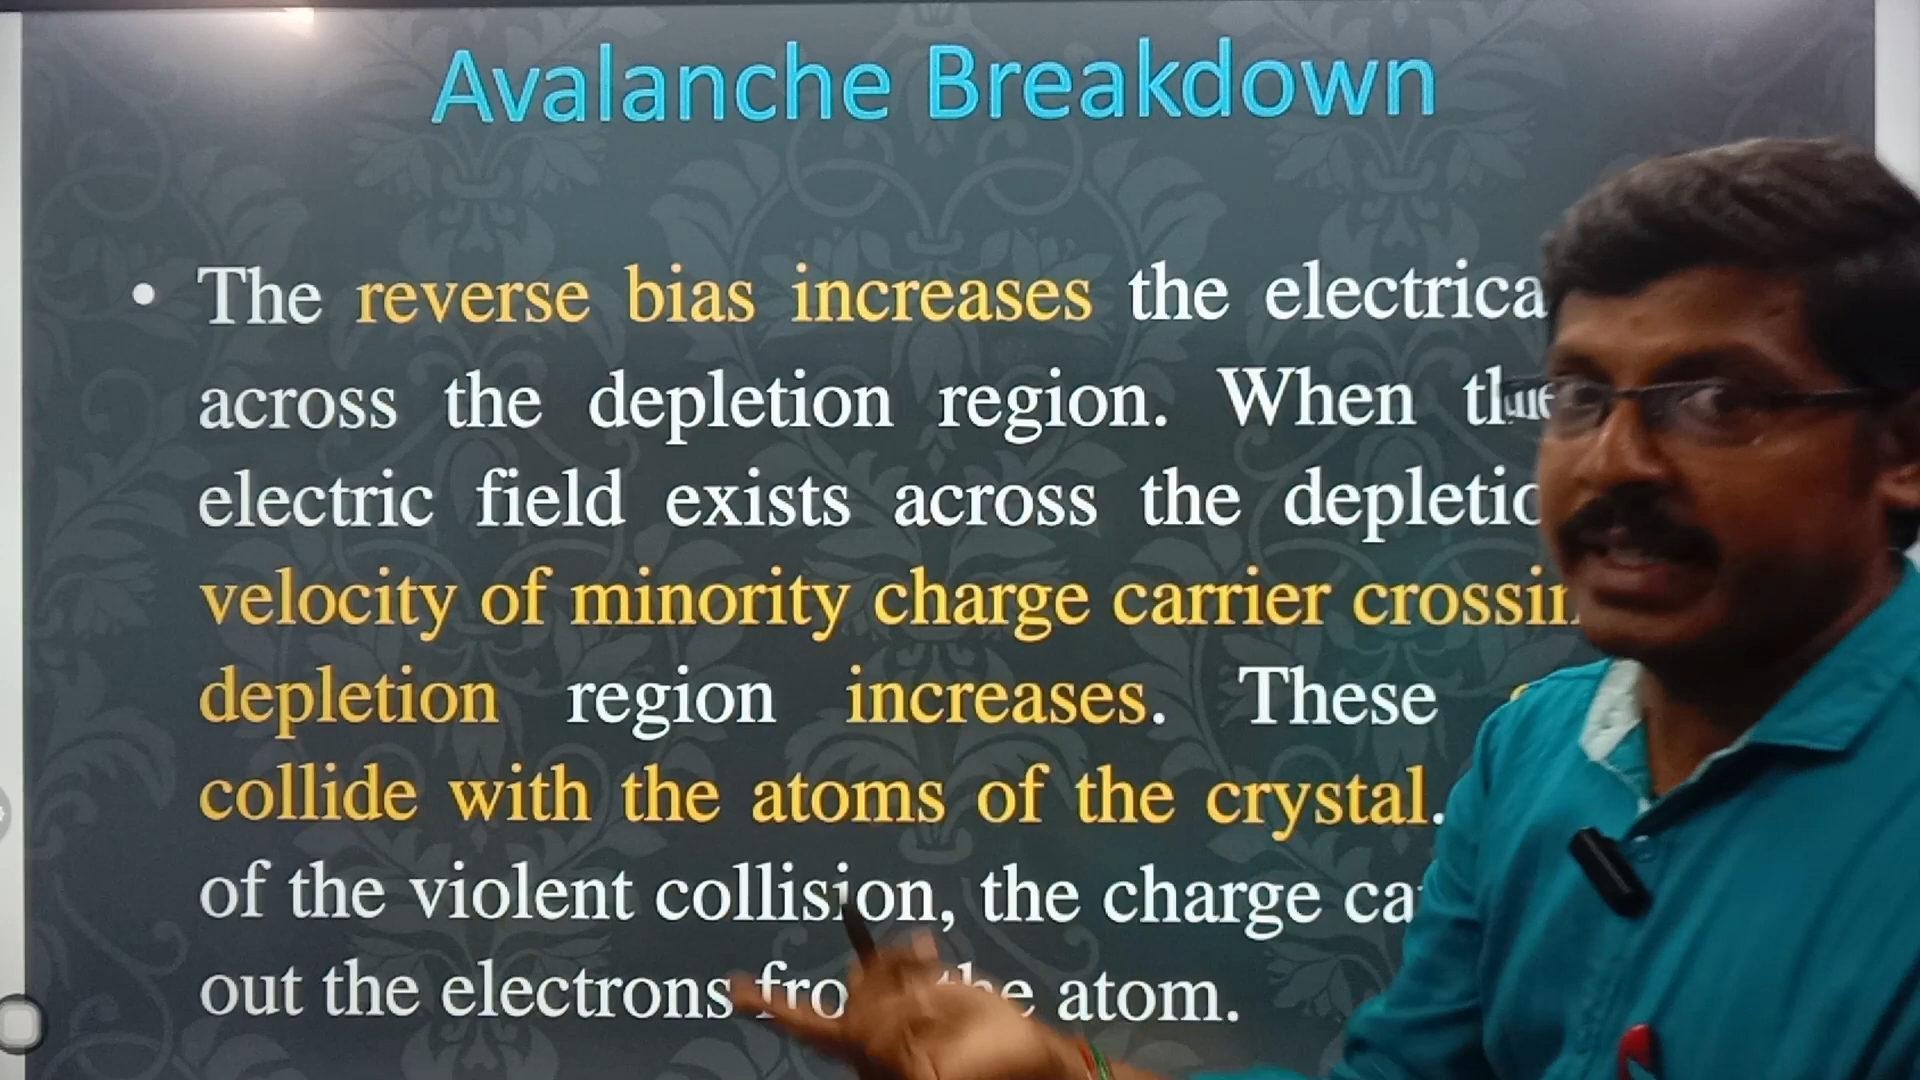 Avalanche Breakdown
• The reverse bias increases the
across the depletion region. When
electric field exists across the
velocity of minority charge carrier
depletion region increases. These
collide with the atoms of the crystal.
of the violent collision, the charge
out the electrons the atom.